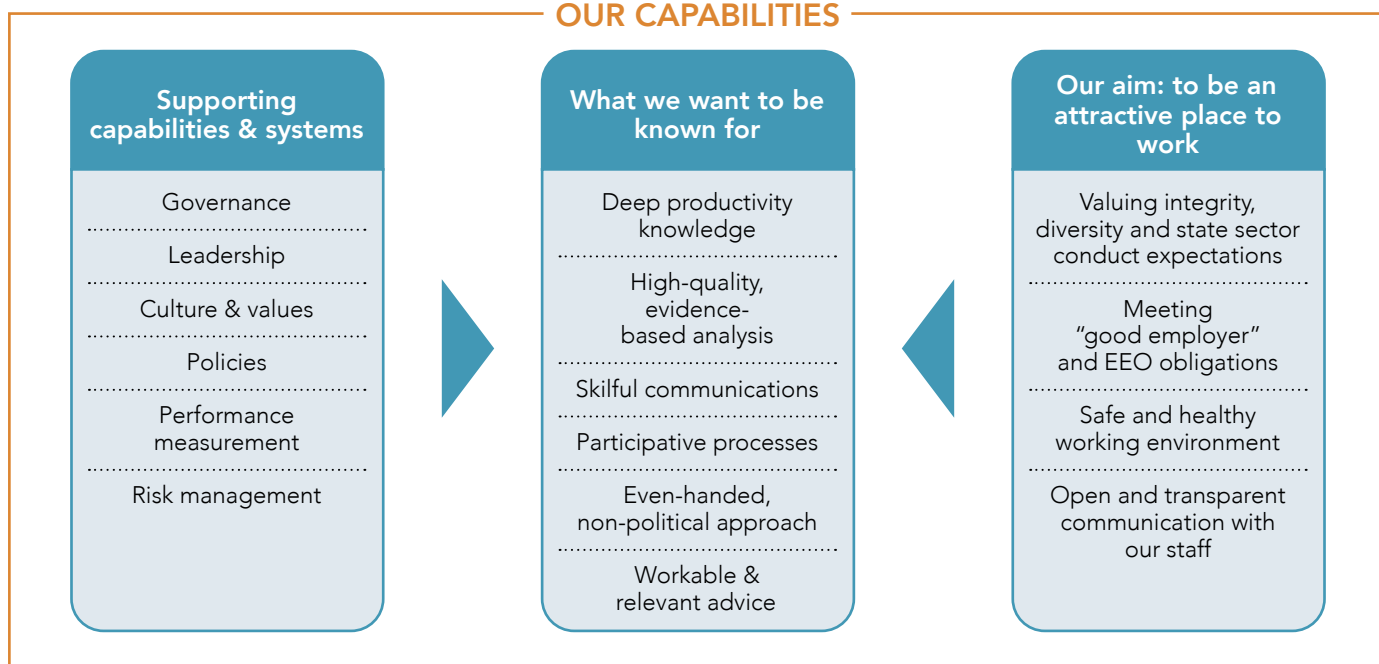 OUR CAPABILITIES
Supporting
capabilities & systems
Governance
Leadership
Culture & values
Policies
Performance
measurement
Risk management
What we want to be
known for
Deep productivity
knowledge
High-quality,
evidence-
based analysis
Skilful communications
Participative processes
Even-handed,
non-political approach
Workable &
relevant advice
Our aim: to be an
attractive place to
work
Valuing integrity,
diversity and state sector
conduct expectations
Meeting
“good employer”
and EEO obligations
Safe and healthy
working environment
Open and transparent
communication with
our staff